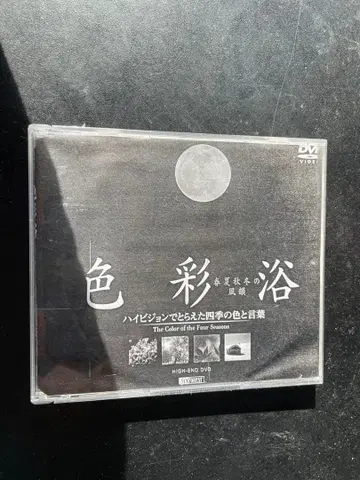 DVD
VIDEO
色彩浴
春夏秋冬の
風韻
ハイビジョンでとらえた四季の色と言葉
The Color of the Four Seasons
HIGH-END DVD